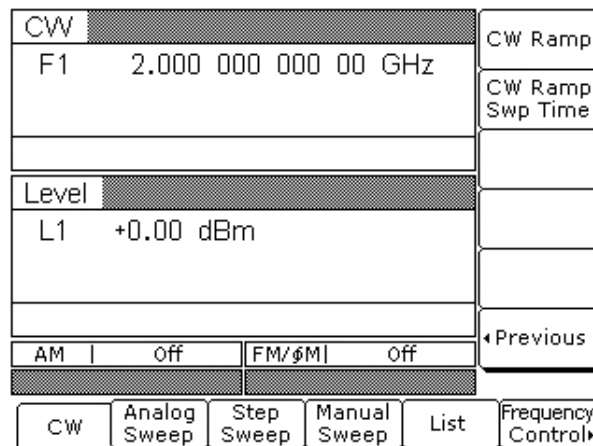 CW
F1 2.000 000 000 00 GHz
Level
L1 +0.00 dBm
AM | Off
FM/ɸM| Off
CW Ramp
CW Ramp
Swp Time
◂Previous
CW
Analog
Sweep
Step
Sweep
Manual
Sweep
List
Frequency
Control▸